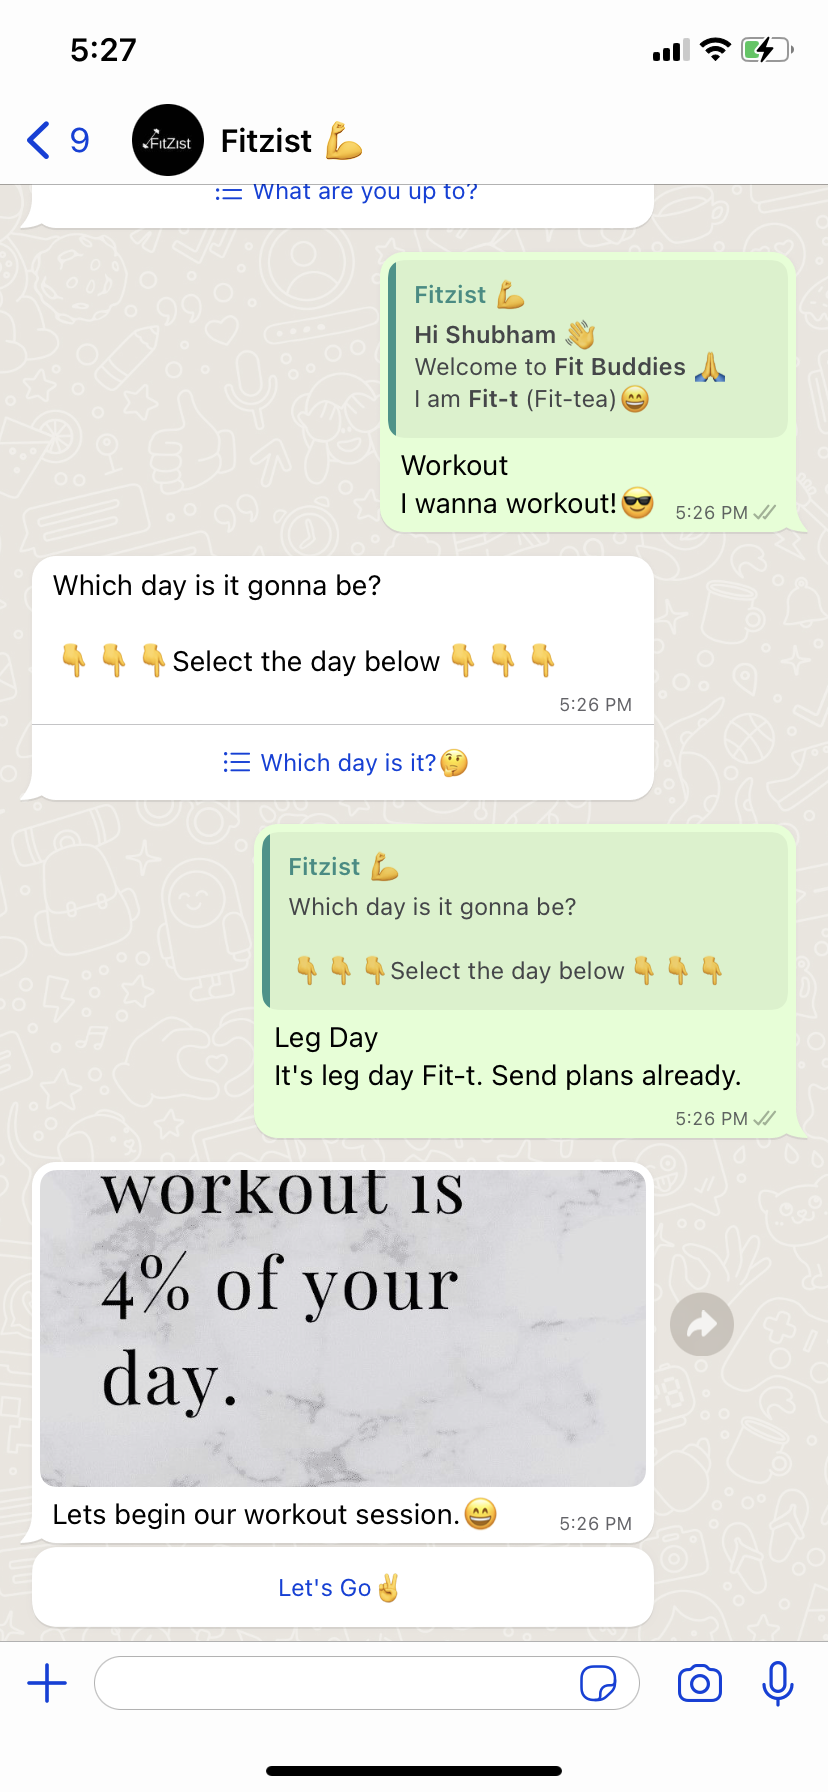 5:27
9
FitZist
Fitzist 💪
What are you up to?
Fitzist 💪
Hi Shubham 👋
Welcome to Fit Buddies 🙏
I am Fit-t (Fit-tea)😄
Workout
I wanna workout!😎
5:26 PM
Which day is it gonna be?
👇👇👇Select the day below👇👇👇
5:26 PM
Which day is it?🤔
Fitzist 💪
Which day is it gonna be?
👇👇👇Select the day below👇👇👇
Leg Day
It's leg day Fit-t. Send plans already.
5:26 PM
workout is
4% of your
day.
Lets begin our workout session.😄
5:26 PM
Let's Go✌️